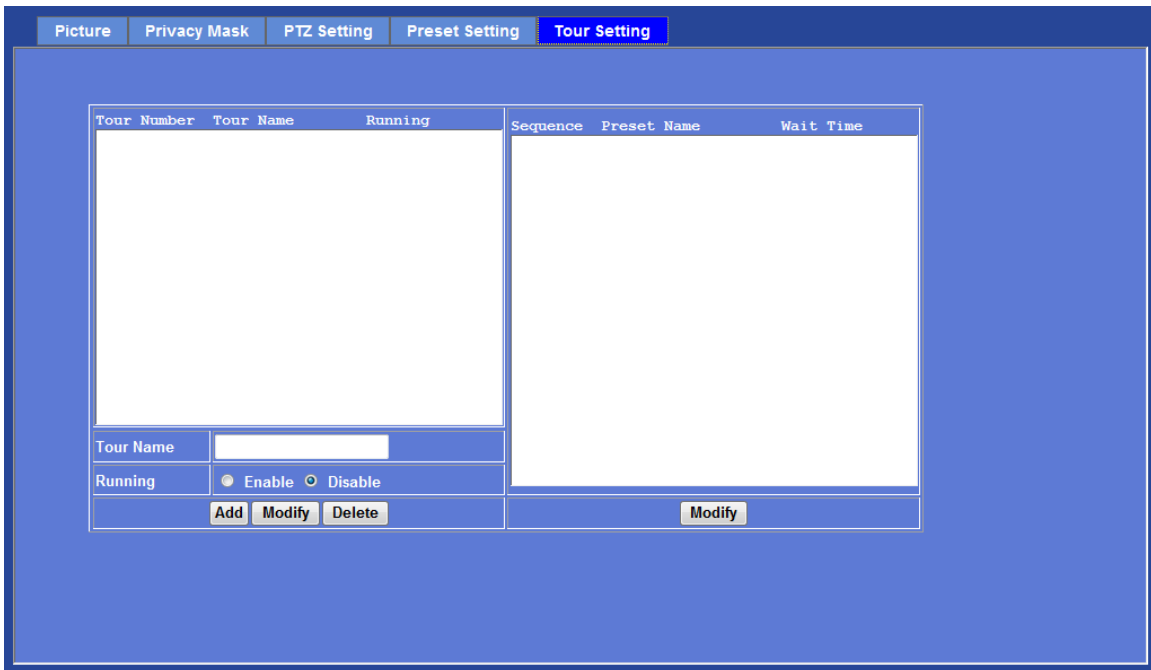 Picture Privacy Mask PTZ Setting Preset Setting Tour Setting
Tour Number Tour Name Running
Sequence Preset Name Wait Time
Tour Name
Running Enable Disable
Add Modify Delete
Modify